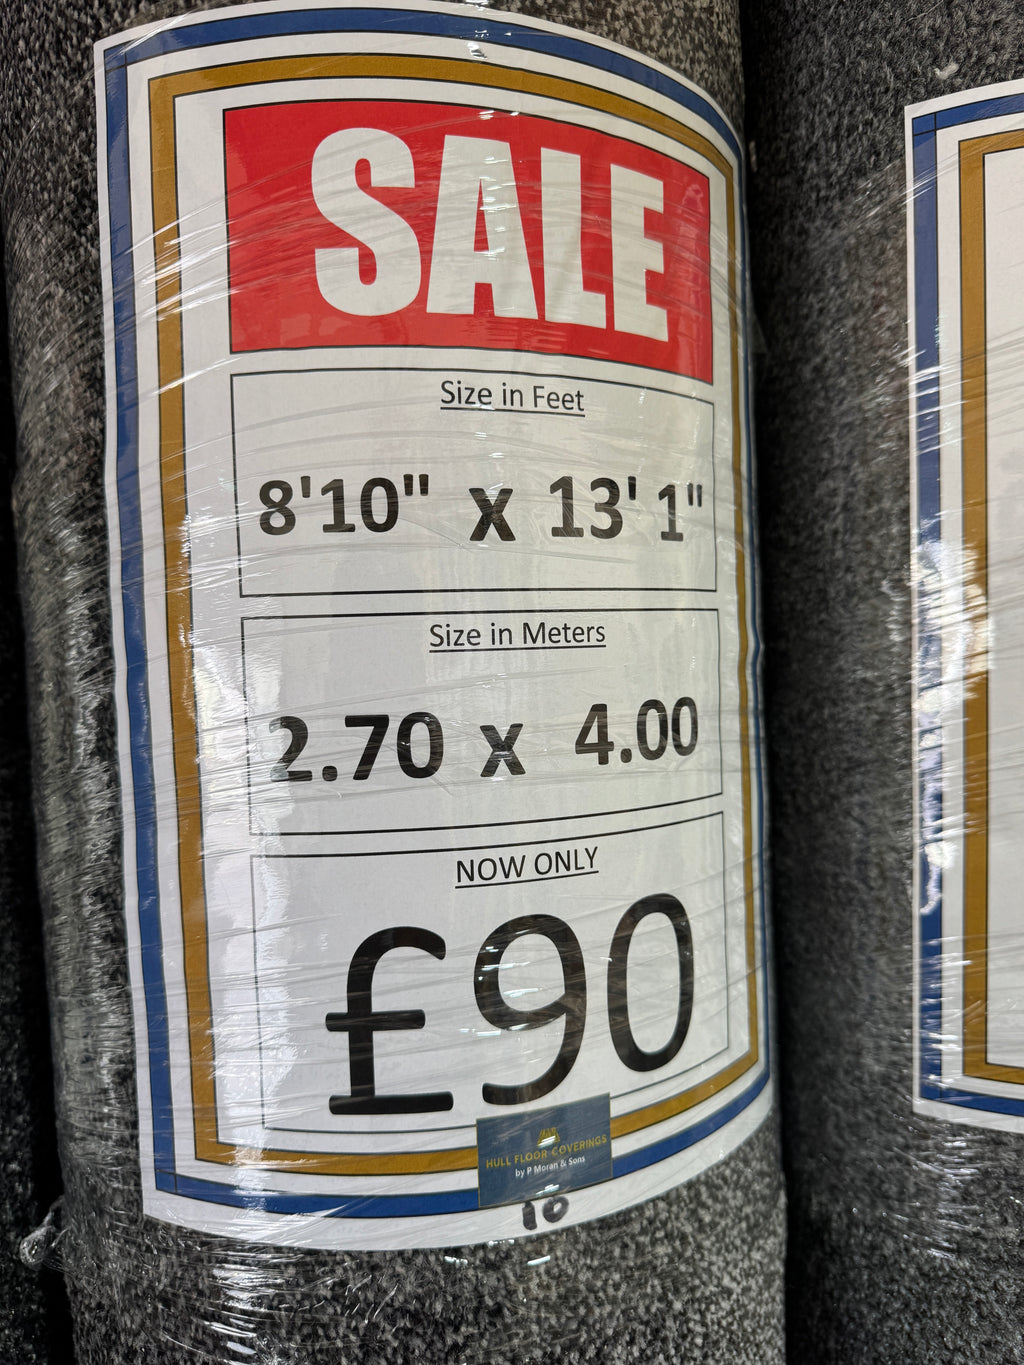 SALE
Size in Feet
8'10" x 13' 1"
Size in Meters
2.70 x 4.00
NOW ONLY
£90
HULL FLOOR COVERINGS
by P Moran & Sons
10